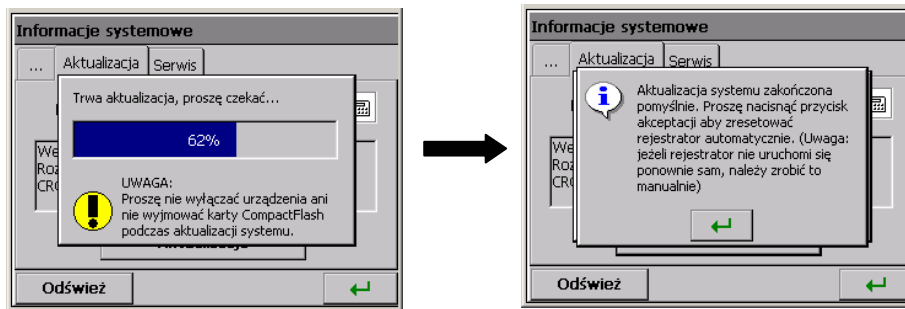 Informacje systemowe
... Aktualizacja Serwis
Trwa aktualizacja, proszę czekać...
62%
UWAGA:
Proszę nie wyłączać urządzenia ani
nie wyjmować karty CompactFlash
podczas aktualizacji systemu.
Odśwież
Informacje systemowe
... Aktualizacja Serwis
Aktualizacja systemu zakończona
pomyślnie. Proszę nacisnąć przycisk
akceptacji aby zresetować
rejestrator automatycznie. (Uwaga:
jeżeli rejestrator nie uruchomi się
ponownie sam, należy zrobić to
manualnie)
Odśwież